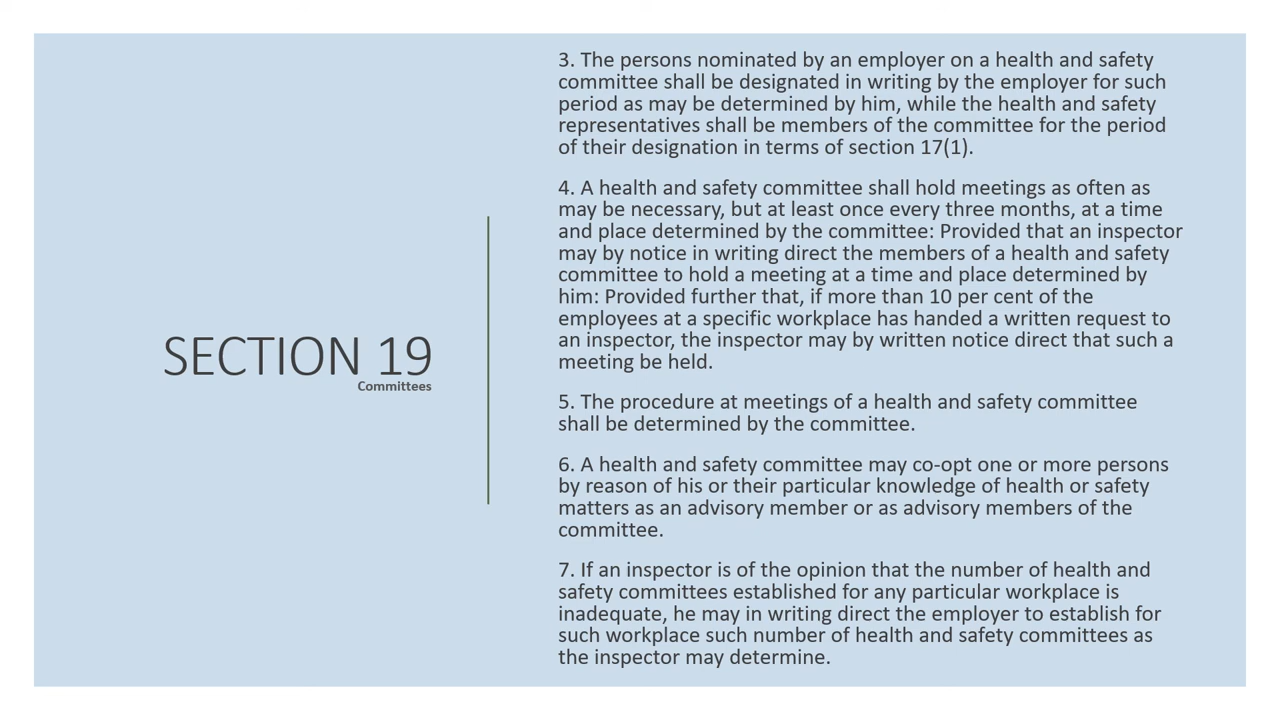 SECTION 19
Committees
3. The persons nominated by an employer on a health and safety
committee shall be designated in writing by the employer for such
period as may be determined by him, while the health and safety
representatives shall be members of the committee for the period
of their designation in terms of section 17(1).
4. A health and safety committee shall hold meetings as often as
may be necessary, but at least once every three months, at a time
and place determined by the committee: Provided that an inspector
may by notice in writing direct the members of a health and safety
committee to hold a meeting at a time and place determined by
him: Provided further that, if more than 10 per cent of the
employees at a specific workplace has handed a written request to
an inspector, the inspector may by written notice direct that such a
meeting be held.
5. The procedure at meetings of a health and safety committee
shall be determined by the committee.
6. A health and safety committee may co-opt one or more persons
by reason of his or their particular knowledge of health or safety
matters as an advisory member or as advisory members of the
committee.
7. If an inspector is of the opinion that the number of health and
safety committees established for any particular workplace is
inadequate, he may in writing direct the employer to establish for
such workplace such number of health and safety committees as
the inspector may determine.